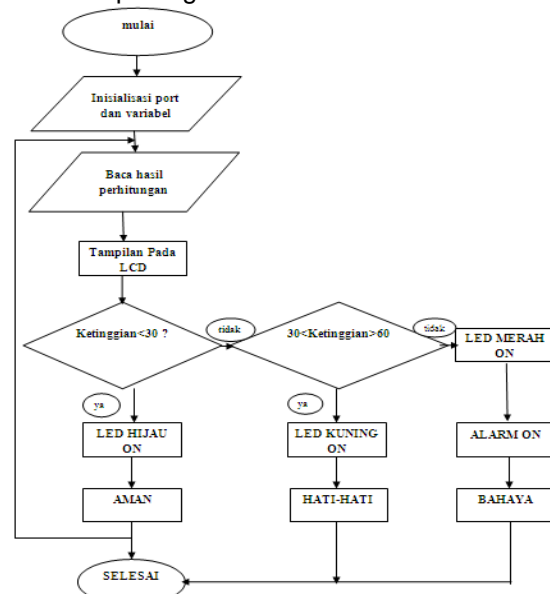 mulai
Inisialisasi port
dan variabel
Baca hasil
perhitungan
Tampilan Pada
LCD
Ketinggian<30 ?
tidak
30<Ketinggian>60
tidak
LED MERAH
ON
ya
ya
LED HIJAU
ON
LED KUNING
ON
ALARM ON
AMAN
HATI-HATI
BAHAYA
SELESAI